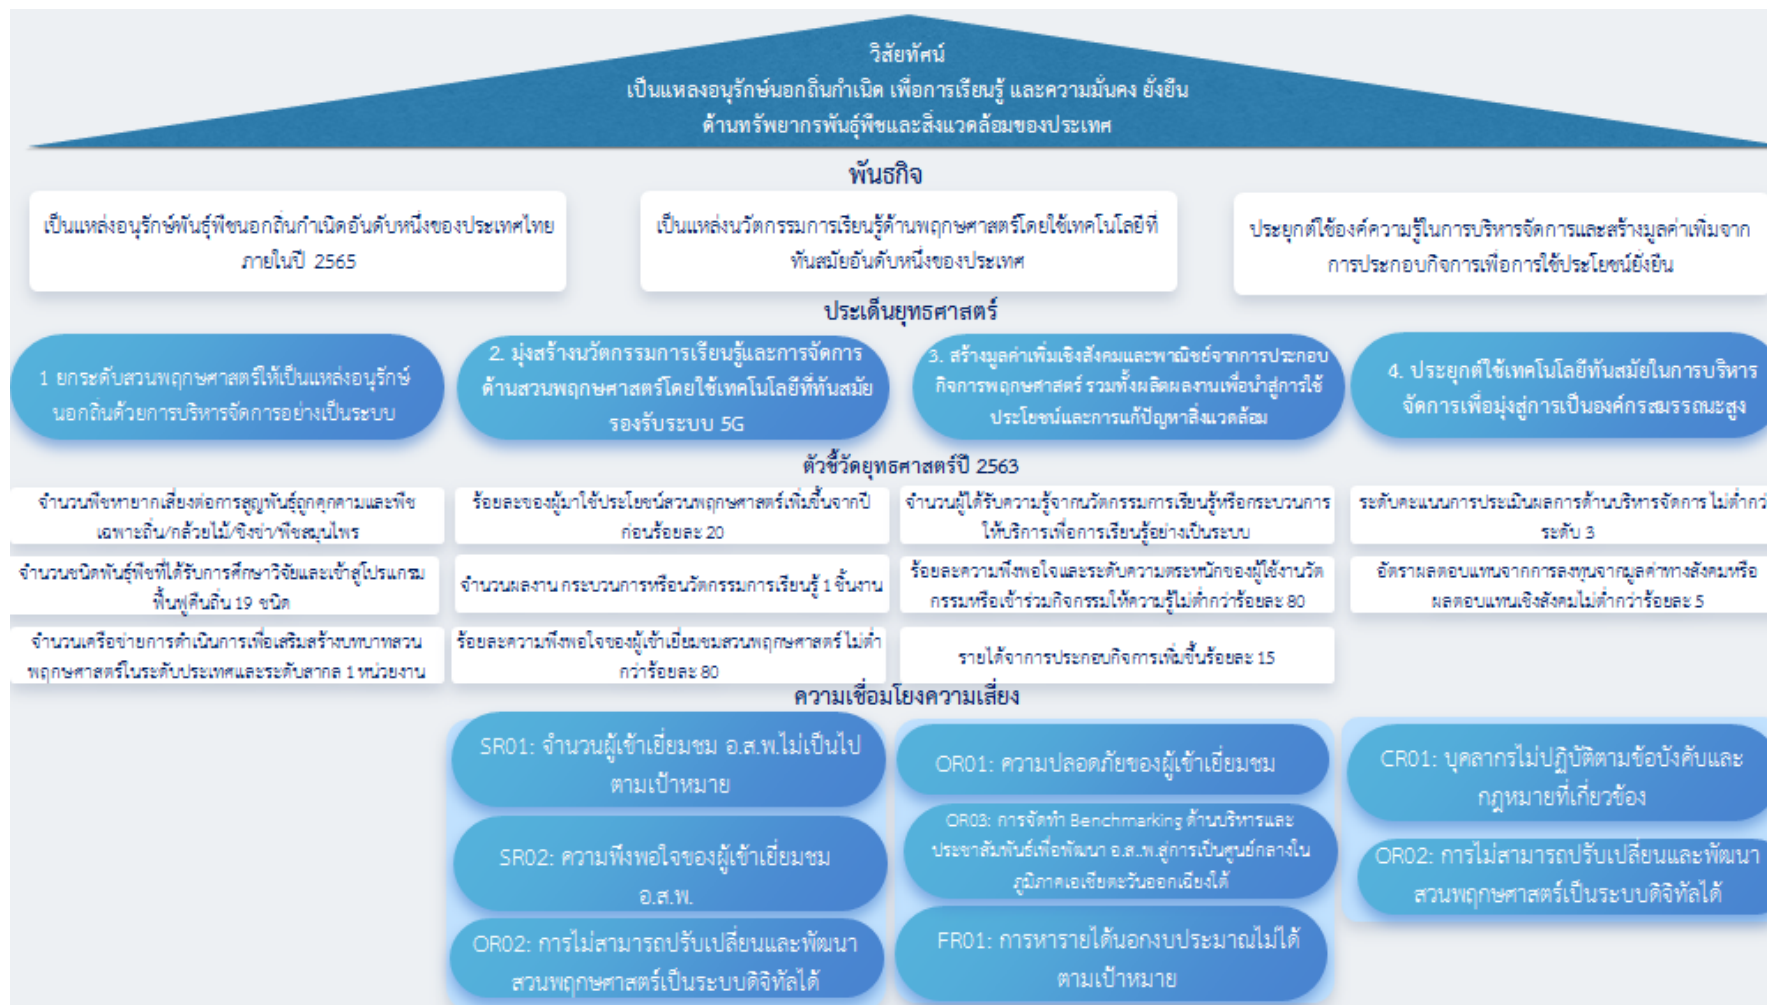 วิสัยทัศน์
เป็นแหลงอนุรักษ์นอกถิ่นกำเนิด เพื่อการเรียนรู้ และความมั่นคง ยั่งยืน
ด้านทรัพยากรพันธุ์พืชและสิ่งแวดล้อมของประเทศ
พันธกิจ
เป็นแหล่งอนุรักษ์พันธุ์พืชนอกถิ่นกำเนิดอันดับหนึ่งของประเทศไทย
ภายในปี 2565
เป็นแหล่งนวัตกรรมการเรียนรู้ด้านพฤกษศาสตร์โดยใช้เทคโนโลยีที่
ทันสมัยอันดับหนึ่งของประเทศ
ประยุกต์ใช้องค์ความรู้ในการบริหารจัดการและสร้างมูลค่าเพิ่มจาก
การประกอบกิจการเพื่อการใช้ประโยชน์ยั่งยืน
ประเด็นยุทธศาสตร์
1 ยกระดับสวนพฤกษศาสตร์ให้เป็นแหล่งอนุรักษ์
นอกถิ่นด้วยการบริหารจัดการอย่างเป็นระบบ
2. มุ่งสร้างนวัตกรรมการเรียนรู้และการจัดการ
ด้านสวนพฤกษศาสตร์โดยใช้เทคโนโลยีที่ทันสมัย
รองรับระบบ 5G
3. สร้างมูลค่าเพิ่มเชิงสังคมและพาณิชย์จากการประกอบ
กิจการพฤกษศาสตร์ รวมทั้งผลิตผลงานเพื่อนำสู่การใช้
ประโยชน์และการแก้ปัญหาสิ่งแวดล้อม
4. ประยุกต์ใช้เทคโนโลยีทันสมัยในการบริหาร
จัดการเพื่อมุ่งสู่การเป็นองค์กรสมรรถนะสูง
ตัวชี้วัดยุทธศาสตร์ปี 2563
จำนวนพืชหายากเสี่ยงต่อการสูญพันธุ์ถูกคุกคามและพืช
เฉพาะถิ่น/กล้วยไม้/ขิงข่า/พืชสมุนไพร
ร้อยละของผู้มาใช้ประโยชน์สวนพฤกษศาสตร์เพิ่มขึ้นจากปี
ก่อนร้อยละ 20
จำนวนผู้ได้รับความรู้จากนวัตกรรมการเรียนรู้หรือกระบวนการ
ให้บริการเพื่อการเรียนรู้อย่างเป็นระบบ
ระดับคะแนนการประเมินผลการด้านบริหารจัดการ ไม่ต่ำกว่
ระดับ 3
จำนวนชนิดพันธุ์พืชที่ได้รับการศึกษาวิจัยและเข้าสู่โปรแกรม
ฟื้นฟูคืนถิ่น 19 ชนิด
จำนวนผลงาน กระบวนการหรือนวัตกรรมการเรียนรู้ 1 ชิ้นงาน
ร้อยละความพึงพอใจและระดับความตระหนักของผู้ใช้งานวัต
กรรมหรือเข้าร่วมกิจกรรมให้ความรู้ไม่ต่ำกว่าร้อยละ 80
อัตราผลตอบแทนจากการลงทุนจากมูลค่าทางสังคมหรือ
ผลตอบแทนเชิงสังคมไม่ต่ำกว่าร้อยละ 5
จำนวนเครือข่ายการดำเนินการเพื่อเสริมสร้างบทบาทสวน
พฤกษศาสตร์ในระดับประเทศและระดับสากล 1 หน่วยงาน
ร้อยละความพึงพอใจของผู้เข้าเยี่ยมชมสวนพฤกษศาสตร์ ไม่ต่ำ
กว่าร้อยละ 80
รายได้จาการประกอบกิจการเพิ่มขึ้นร้อยละ 15
ความเชื่อมโยงความเสี่ยง
SR01: จำนวนผู้เข้าเยี่ยมชม อ.ส.พ.ไม่เป็นไป
ตามเป้าหมาย
OR01: ความปลอดภัยของผู้เข้าเยี่ยมชม
CR01: บุคลากรไม่ปฏิบัติตามข้อบังคับและ
กฎหมายที่เกี่ยวข้อง
SR02: ความพึงพอใจของผู้เข้าเยี่ยมชม
อ.ส.พ.
OR03: การจัดทำ Benchmarking ด้านบริหารและ
ประชาสัมพันธ์เพื่อพัฒนา อ.ส..พ.สู่การเป็นศูนย์กลางใน
ภูมิภาคเอเชียตะวันออกเฉียงใต้
OR02: การไม่สามารถปรับเปลี่ยนและพัฒนา
สวนพฤกษศาสตร์เป็นระบบดิจิทัลได้
OR02: การไม่สามารถปรับเปลี่ยนและพัฒนา
สวนพฤกษศาสตร์เป็นระบบดิจิทัลได้
FR01: การหารายได้นอกงบประมาณไม่ได้
ตามเป้าหมาย